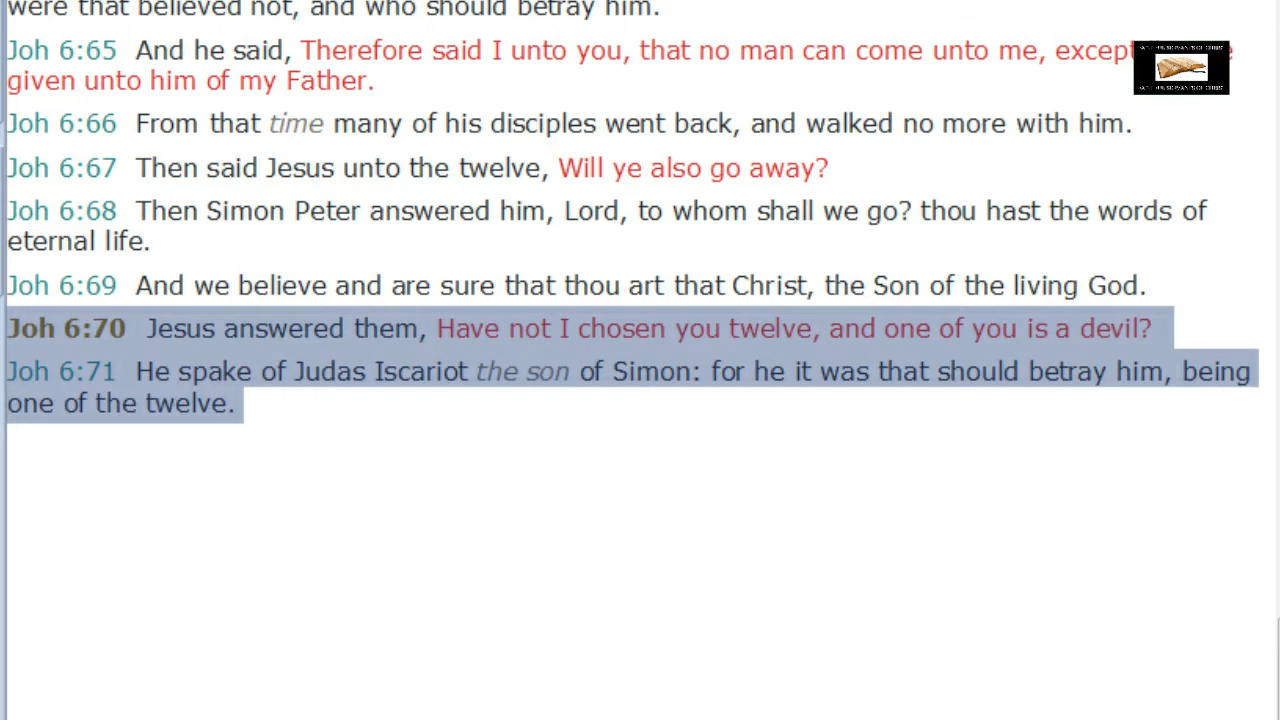 were that believed not, and who should betray him.
Joh 6:65 And he said, Therefore said I unto you, that no man can come unto me, except
given unto him of my Father.
Joh 6:66 From that time many of his disciples went back, and walked no more with him.
Joh 6:67 Then said Jesus unto the twelve, Will ye also go away?
Joh 6:68 Then Simon Peter answered him, Lord, to whom shall we go? thou hast the words of
eternal life.
Joh 6:69 And we believe and are sure that thou art that Christ, the Son of the living God.
Joh 6:70 Jesus answered them, Have not I chosen you twelve, and one of you is a devil?
Joh 6:71 He spake of Judas Iscariot the son of Simon: for he it was that should betray him, being
one of the twelve.